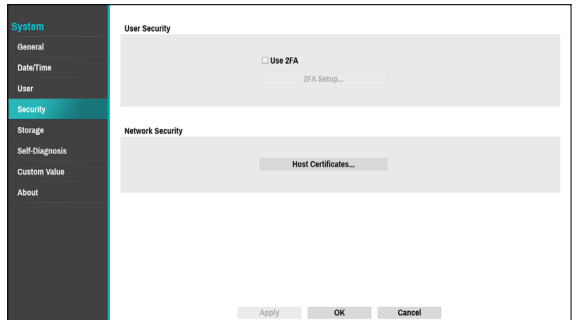 System
General
Date/Time
User
Security
Storage
Self-Diagnosis
Custom Value
About
User Security
Use 2FA
2FA Setup...
Network Security
Host Certificates...
Apply
OK
Cancel